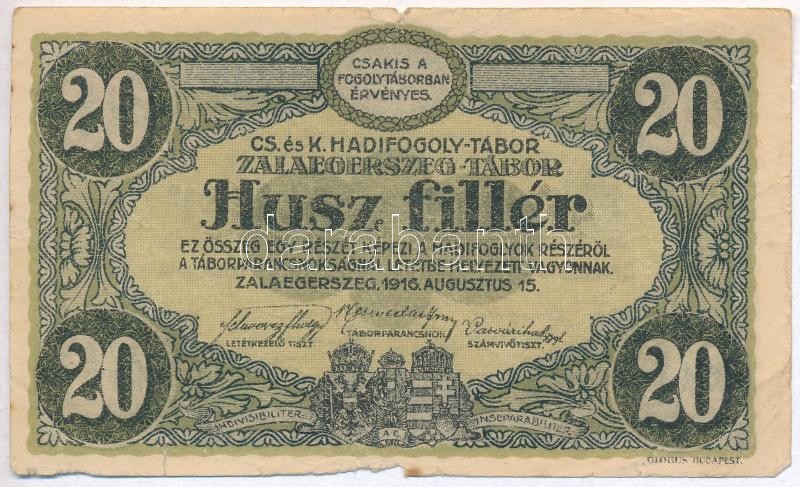 CSAKIS A
FOGOLYTÁBORBAN
ÉRVÉNYES.
20 20
CS. és K. HADIFOGOLY-TÁBOR
ZALAEGERSZEG-TÁBOR
Husz fillér
darabanth
EZ ÖSSZEG EGY RÉSZÉT KÉPEZI A HADIFOGLYOK RÉSZÉRŐL
A TÁBORPARANCSNOKSÁGNÁL LETÉTBE HELYEZETT VAGYONNAK.
ZALAEGERSZEG, 1916. AUGUSZTUS 15.
LETÉTKEZELŐ TISZT. TÁBORPARANCSNOK SZÁMVIVŐTISZT.
20 20
INDIVISIBILITER AC INSEPARABILITER
GLOBUS BUDAPEST.